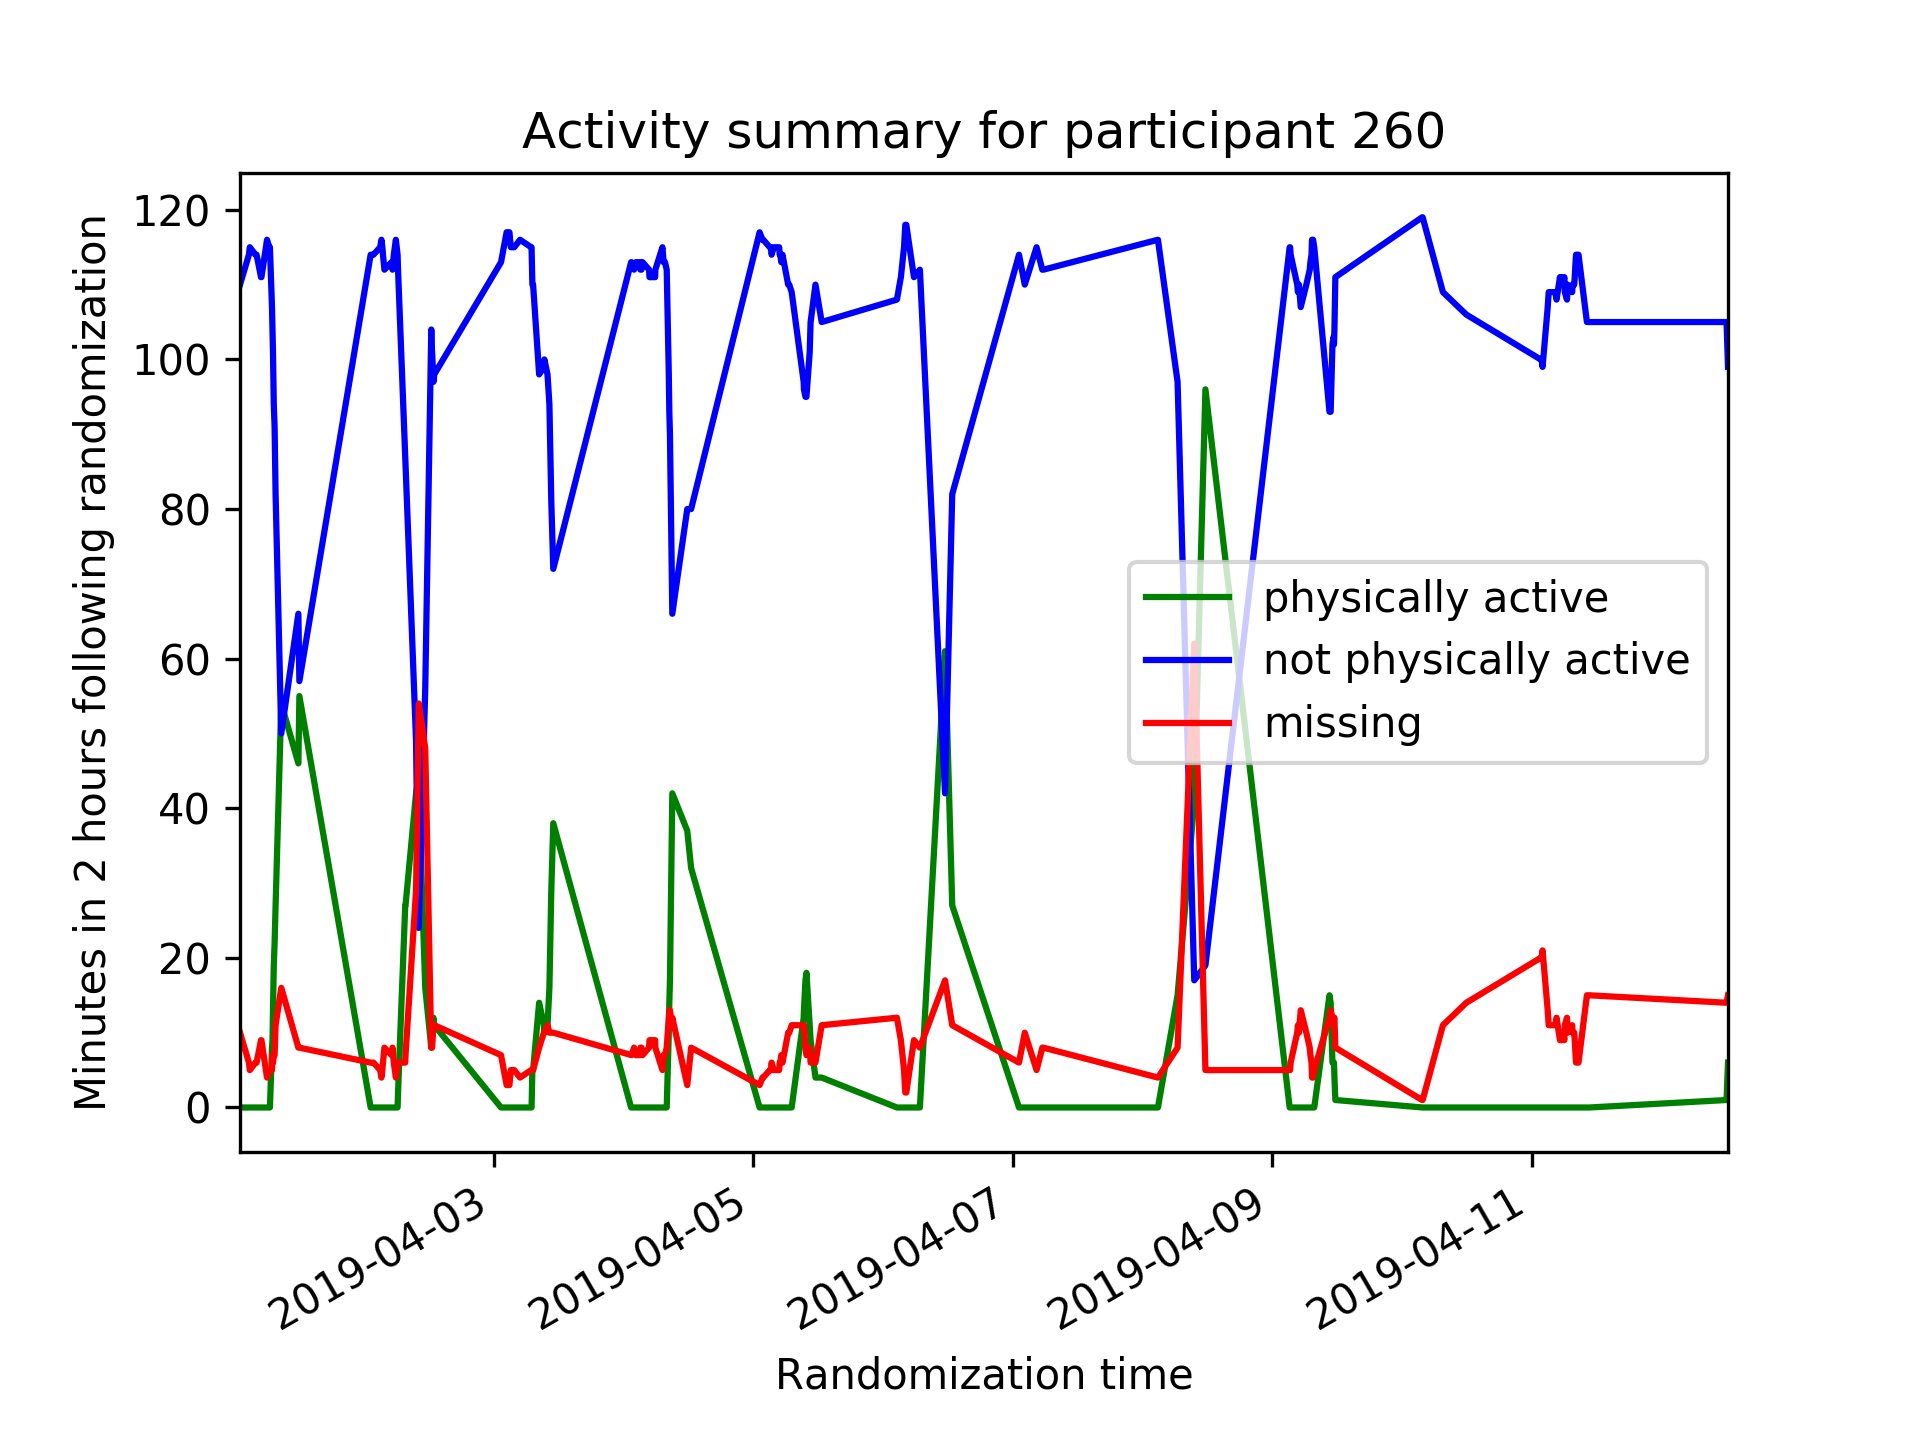 Activity summary for participant 260
Minutes in 2 hours following randomization
120
100
80
60
40
20
0
physically active
not physically active
missing
2019-04-03
2019-04-05
2019-04-07
2019-04-09
2019-04-11
Randomization time